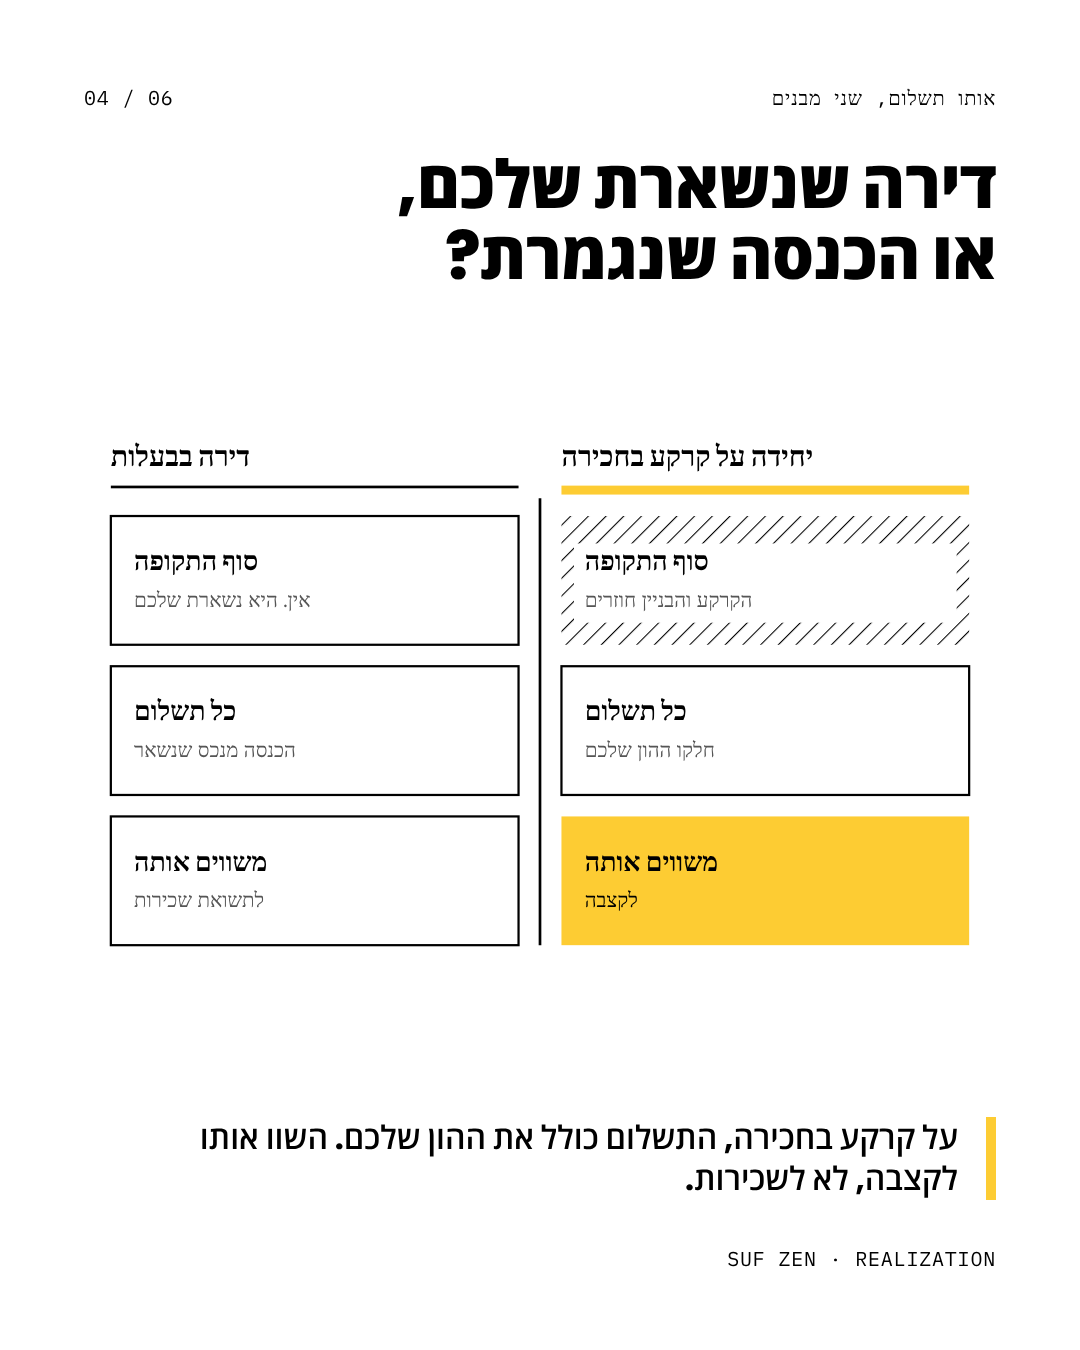 אותו תשלום, שני מבנים
04 / 06
דירה שנשארת שלכם,
או הכנסה שנגמרת?
יחידה על קרקע בחכירה
סוף התקופה
הקרקע והבניין חוזרים
כל תשלום
חלקו ההון שלכם
משווים אותה
לקצבה
דירה בבעלות
סוף התקופה
אין. היא נשארת שלכם
כל תשלום
הכנסה מנכס שנשאר
משווים אותה
לתשואת שכירות
על קרקע בחכירה, התשלום כולל את ההון שלכם. השוו אותו
לקצבה, לא לשכירות.
SUF ZEN · REALIZATION